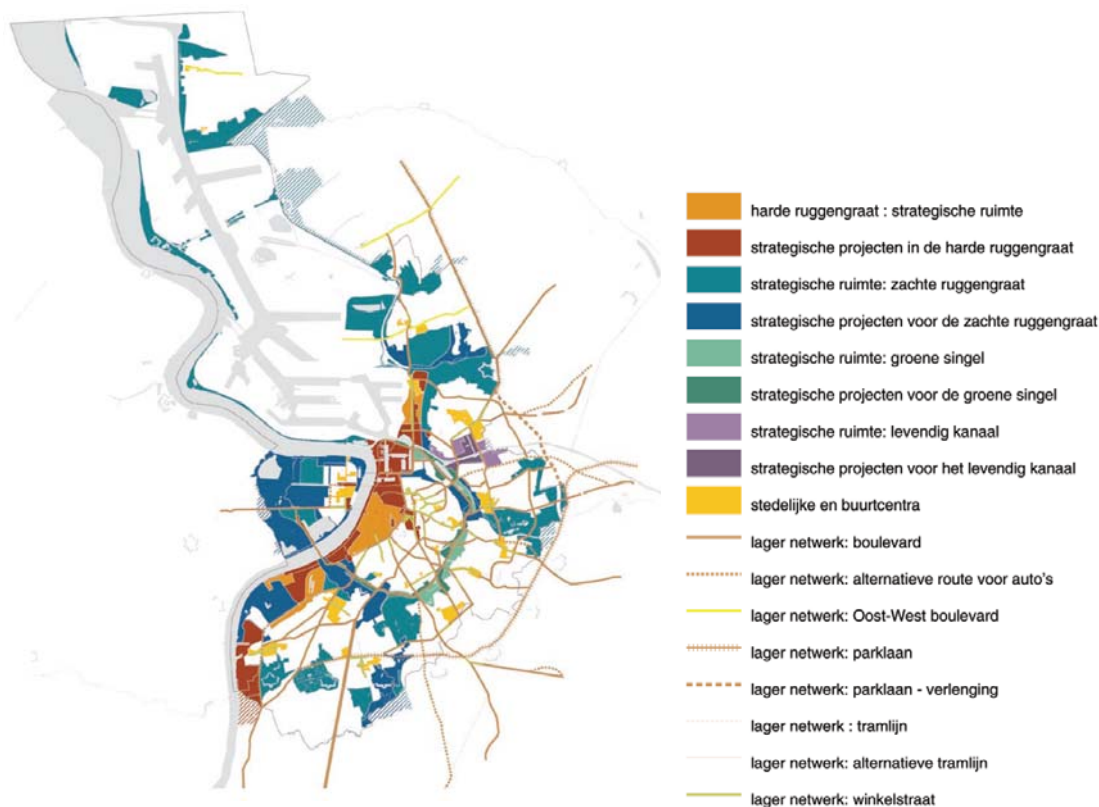 harde ruggengraat : strategische ruimte
strategische projecten in de harde ruggengraat
strategische ruimte: zachte ruggengraat
strategische projecten voor de zachte ruggengraat
strategische ruimte: groene singel
strategische projecten voor de groene singel
strategische ruimte: levendig kanaal
strategische projecten voor het levendig kanaal
stedelijke en buurtcentra
lager netwerk: boulevard
lager netwerk: alternatieve route voor auto's
lager netwerk: Oost-West boulevard
lager netwerk: parklaan
lager netwerk: parklaan - verlenging
lager netwerk : tramlijn
lager netwerk: alternatieve tramlijn
lager netwerk: winkelstraat